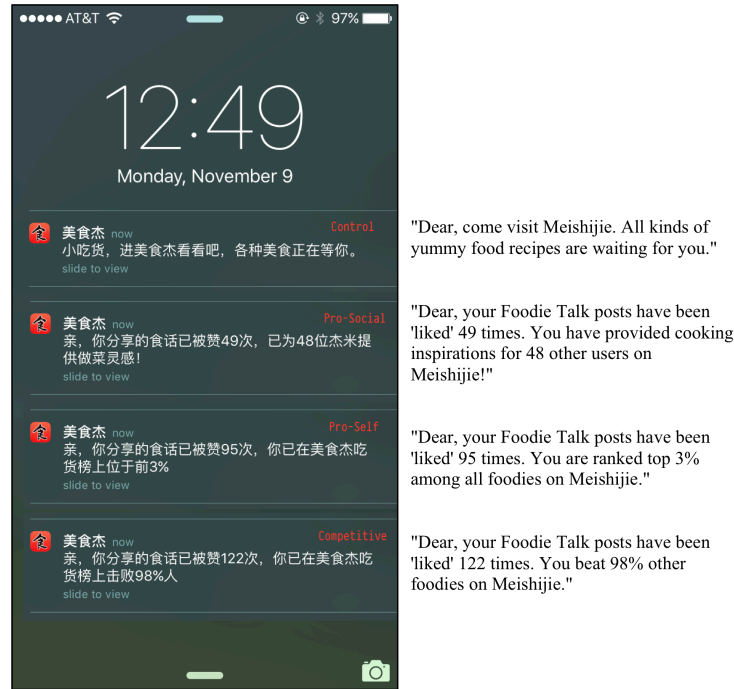 AT&T 97%
12:49
Monday, November 9
美食杰 now Control
小吃货，进美食杰看看吧，各种美食正在等你。
slide to view
"Dear, come visit Meishijie. All kinds of
yummy food recipes are waiting for you."
美食杰 now Pro-Social
亲，你分享的食话已被赞49次，已为48位杰米提
供做菜灵感！
slide to view
"Dear, your Foodie Talk posts have been
'liked' 49 times. You have provided cooking
inspirations for 48 other users on
Meishijie!"
美食杰 now Pro-Self
亲，你分享的食话已被赞95次，你已在美食杰吃
货榜上位于前3%
slide to view
"Dear, your Foodie Talk posts have been
'liked' 95 times. You are ranked top 3%
among all foodies on Meishijie."
美食杰 now Competitive
亲，你分享的食话已被赞122次，你已在美食杰吃
货榜上击败98%人
slide to view
"Dear, your Foodie Talk posts have been
'liked' 122 times. You beat 98% other
foodies on Meishijie."
食
食
食
食